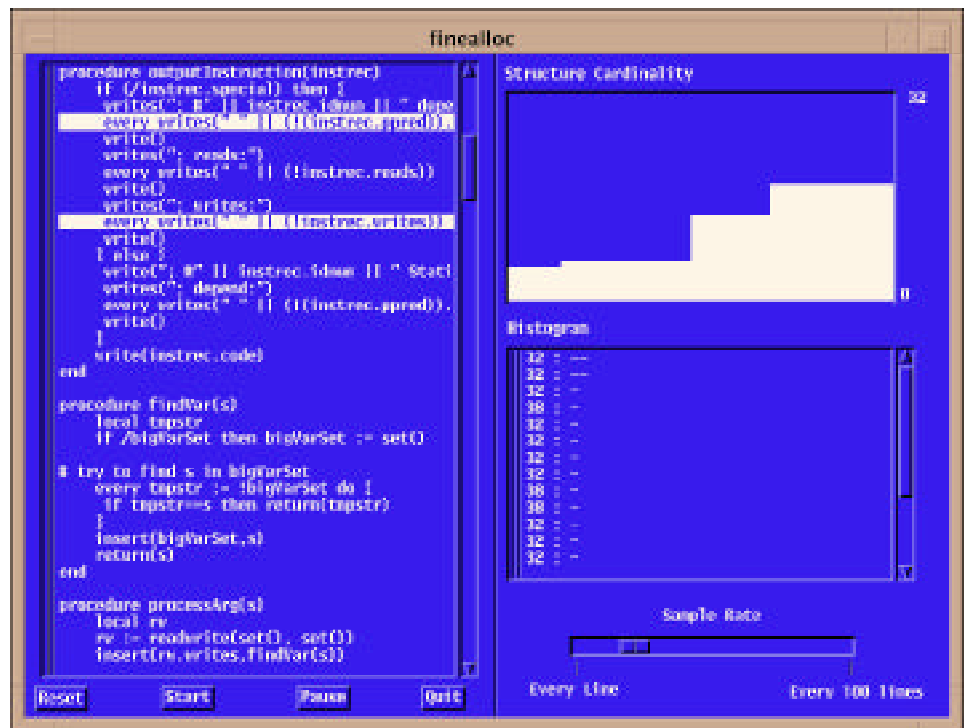 finealloc
procedure outputInstruction(instrec)
if (/instrec.special) then {
writes("; @" || instrec.idnum || " depe
every writes(" " || (!(instrec.ppred)).
write()
writes("; reads:")
every writes(" " || (!instrec.reads))
write()
writes("; writes:")
every writes(" " || (!instrec.writes))
write()
} else {
write("; @" || instrec.idnum || " Stati
writes("; depend:")
every writes(" " || (!(instrec.ppred)).
write()
}
write(instrec.code)
end
procedure findVar(s)
local tmpstr
if /bigVarSet then bigVarSet := set()
# try to find s in bigVarSet
every tmpstr := !bigVarSet do {
if tmpstr==s then return(tmpstr)
}
insert(bigVarSet,s)
return(s)
end
procedure processArg(s)
local rv
rv := readwrite(set(), set())
insert(rv.writes,findVar(s))
Reset Start Pause Quit
Structure Cardinality
32
0
Histogram
32 : --
32 : --
32 : -
38 : -
32 : -
32 : -
32 : -
32 : -
38 : -
38 : -
32 : -
32 : -
32 : -
Sample Rate
Every Line Every 100 lines